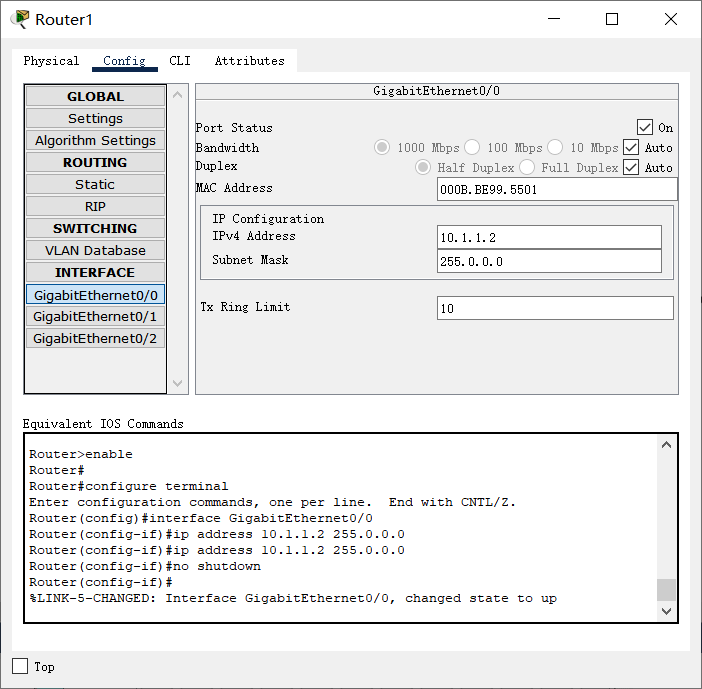 Router1
Physical Config CLI Attributes
GLOBAL
Settings
Algorithm Settings
ROUTING
Static
RIP
SWITCHING
VLAN Database
INTERFACE
GigabitEthernet0/0
GigabitEthernet0/1
GigabitEthernet0/2
GigabitEthernet0/0
Port Status On
Bandwidth 1000 Mbps 100 Mbps 10 Mbps Auto
Duplex Half Duplex Full Duplex Auto
MAC Address 000B.BE99.5501
IP Configuration
IPv4 Address 10.1.1.2
Subnet Mask 255.0.0.0
Tx Ring Limit 10
Equivalent IOS Commands
Router>enable
Router#
Router#configure terminal
Enter configuration commands, one per line. End with CNTL/Z.
Router(config)#interface GigabitEthernet0/0
Router(config-if)#ip address 10.1.1.2 255.0.0.0
Router(config-if)#ip address 10.1.1.2 255.0.0.0
Router(config-if)#no shutdown
Router(config-if)#
%LINK-5-CHANGED: Interface GigabitEthernet0/0, changed state to up
Top